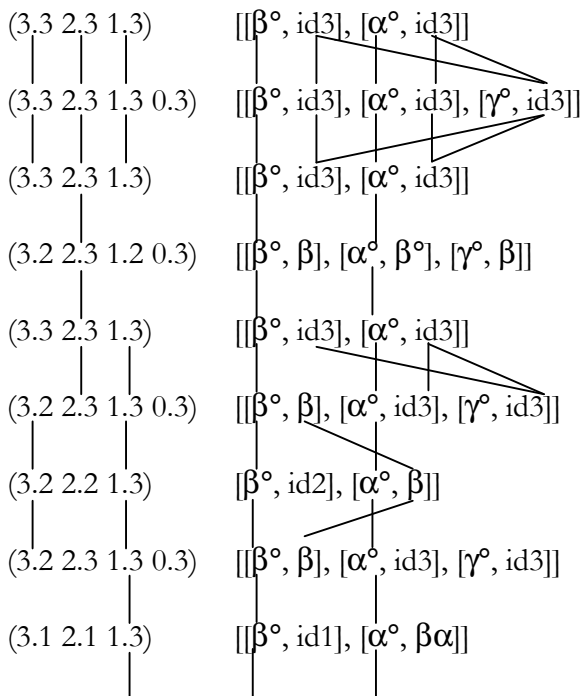 (3.3 2.3 1.3) [[β°, id3], [α°, id3]]
(3.3 2.3 1.3 0.3) [[β°, id3], [α°, id3], [γ°, id3]]
(3.3 2.3 1.3) [[β°, id3], [α°, id3]]
(3.2 2.3 1.2 0.3) [[β°, β], [α°, β°], [γ°, β]]
(3.3 2.3 1.3) [[β°, id3], [α°, id3]]
(3.2 2.3 1.3 0.3) [[β°, β], [α°, id3], [γ°, id3]]
(3.2 2.2 1.3) [β°, id2], [α°, β]]
(3.2 2.3 1.3 0.3) [[β°, β], [α°, id3], [γ°, id3]]
(3.1 2.1 1.3) [[β°, id1], [α°, βα]]